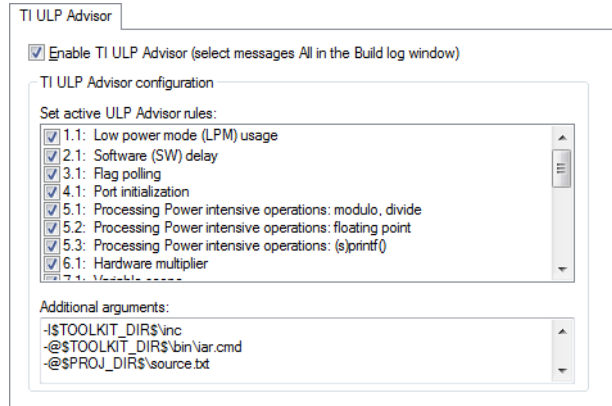 TI ULP Advisor
Enable TI ULP Advisor (select messages All in the Build log window)
TI ULP Advisor configuration
Set active ULP Advisor rules:
1.1: Low power mode (LPM) usage
2.1: Software (SW) delay
3.1: Flag polling
4.1: Port initialization
5.1: Processing Power intensive operations: modulo, divide
5.2: Processing Power intensive operations: floating point
5.3: Processing Power intensive operations: (s)printf()
6.1: Hardware multiplier
Additional arguments:
-I$TOOLKIT_DIR$\inc
-@$TOOLKIT_DIR$\bin\iar.cmd
-@$PROJ_DIR$\source.txt